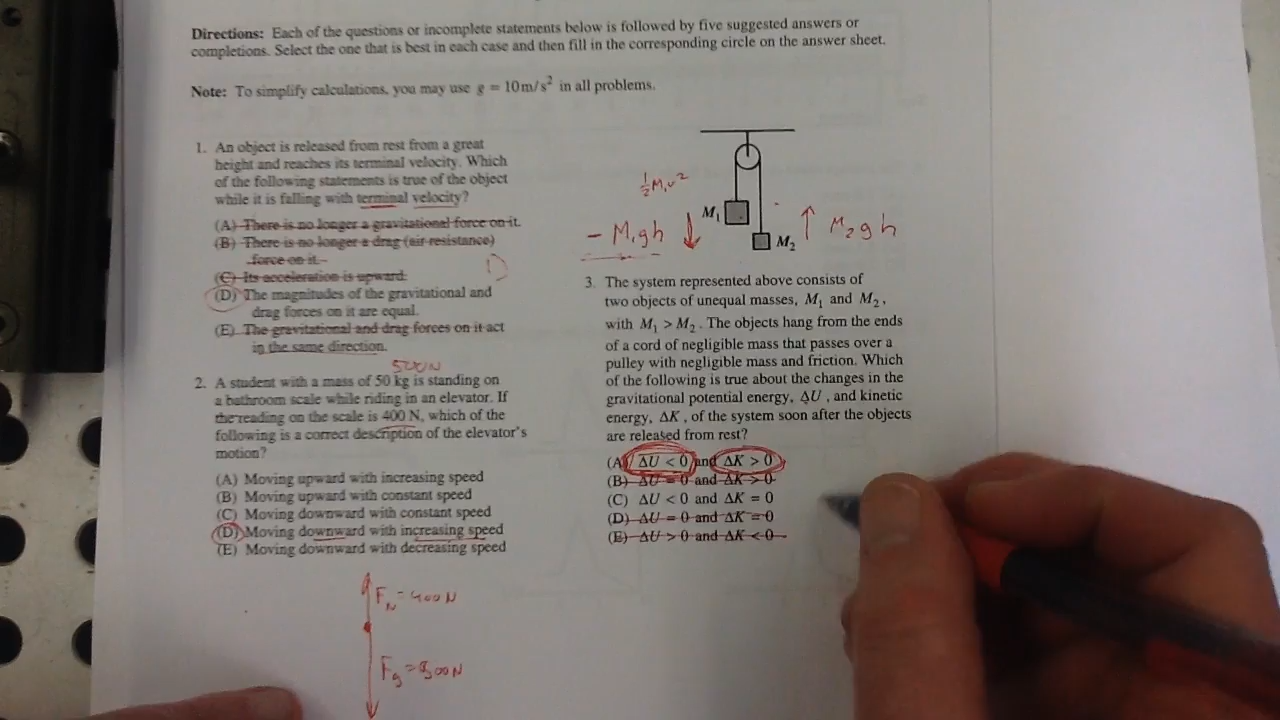 Directions: Each of the questions or incomplete statements below is followed by five suggested answers or
completions. Select the one that is best in each case and then fill in the corresponding circle on the answer sheet.
Note: To simplify calculations, you may use g = 10 m/s² in all problems.
1. An object is released from rest from a great
height and reaches its terminal velocity. Which
of the following statements is true of the object
while it is falling with terminal velocity?
(A) There is no longer a gravitational force on it.
(B) There is no longer a drag (air resistance)
force on it.
(C) Its acceleration is upward.
D
(D) The magnitudes of the gravitational and
drag forces on it are equal.
(E) The gravitational and drag forces on it act
in the same direction.
500N
2. A student with a mass of 50 kg is standing on
a bathroom scale while riding in an elevator. If
the reading on the scale is 400 N, which of the
following is a correct description of the elevator's
motion?
(A) Moving upward with increasing speed
(B) Moving upward with constant speed
(C) Moving downward with constant speed
(D) Moving downward with increasing speed
(E) Moving downward with decreasing speed
F_N = 400N
F_g = 500N
½M₁v²
M₁
- M₁gh
M₂
M₂gh
3. The system represented above consists of
two objects of unequal masses, M₁ and M₂,
with M₁ > M₂. The objects hang from the ends
of a cord of negligible mass that passes over a
pulley with negligible mass and friction. Which
of the following is true about the changes in the
gravitational potential energy, ΔU, and kinetic
energy, ΔK, of the system soon after the objects
are released from rest?
(A) ΔU < 0 and ΔK > 0
(B) ΔU = 0 and ΔK > 0
(C) ΔU < 0 and ΔK = 0
(D) ΔU = 0 and ΔK = 0
(E) ΔU > 0 and ΔK < 0